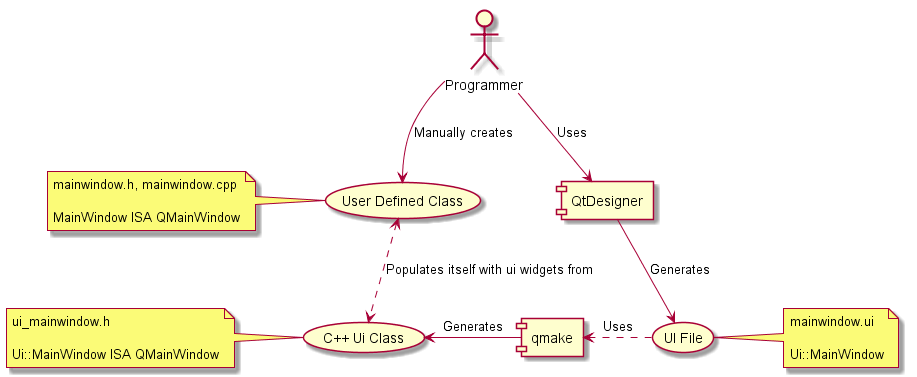 Programmer
Manually creates
Uses
mainwindow.h, mainwindow.cpp
MainWindow ISA QMainWindow
User Defined Class
QtDesigner
Populates itself with ui widgets from
Generates
ui_mainwindow.h
Ui::MainWindow ISA QMainWindow
C++ Ui Class
Generates
qmake
Uses
UI File
mainwindow.ui
Ui::MainWindow